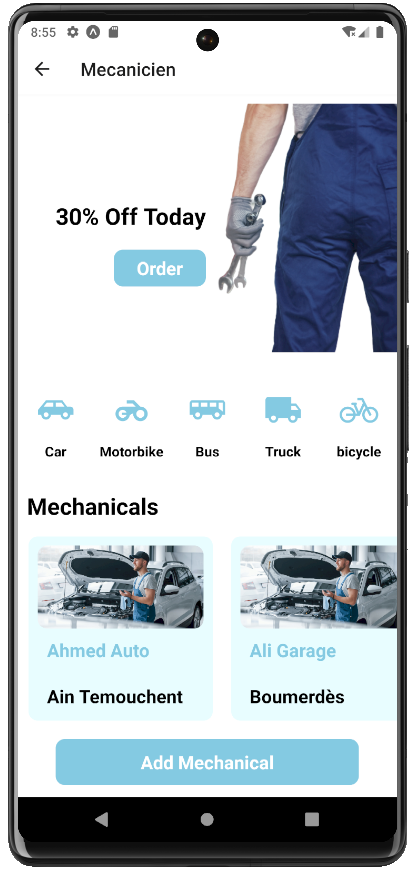 8:55
Mecanicien
30% Off Today
Order
Car Motorbike Bus Truck bicycle
Mechanicals
Ahmed Auto Ali Garage
Ain Temouchent Boumerdès
Add Mechanical